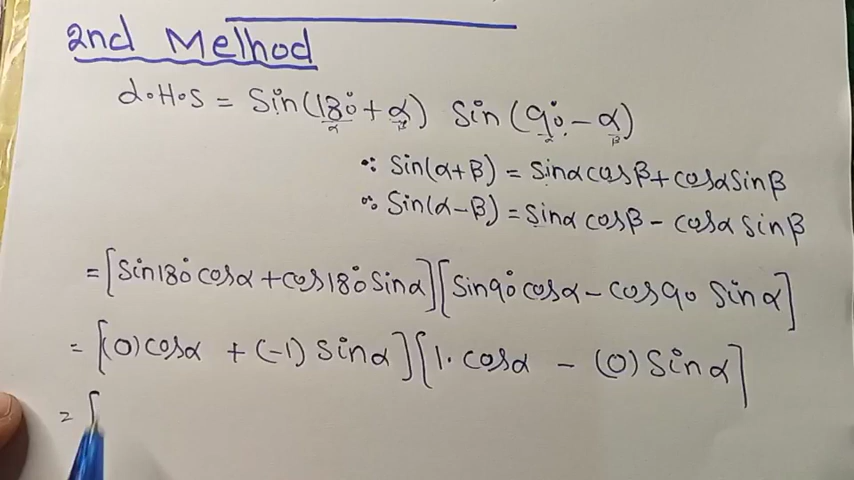 2nd Method
d.H.S = Sin(180°+α) Sin(90°-α)
α β α β
∵ Sin(α+β) = Sinα cosβ + cosα Sinβ
∵ Sin(α-β) = Sinα cosβ - cosα Sinβ
= [Sin180° cosα + cos180° Sinα][Sin90° cosα - cos90 Sinα]
= [(0)cosα + (-1) Sinα][1. cosα - (0) Sinα]
= [